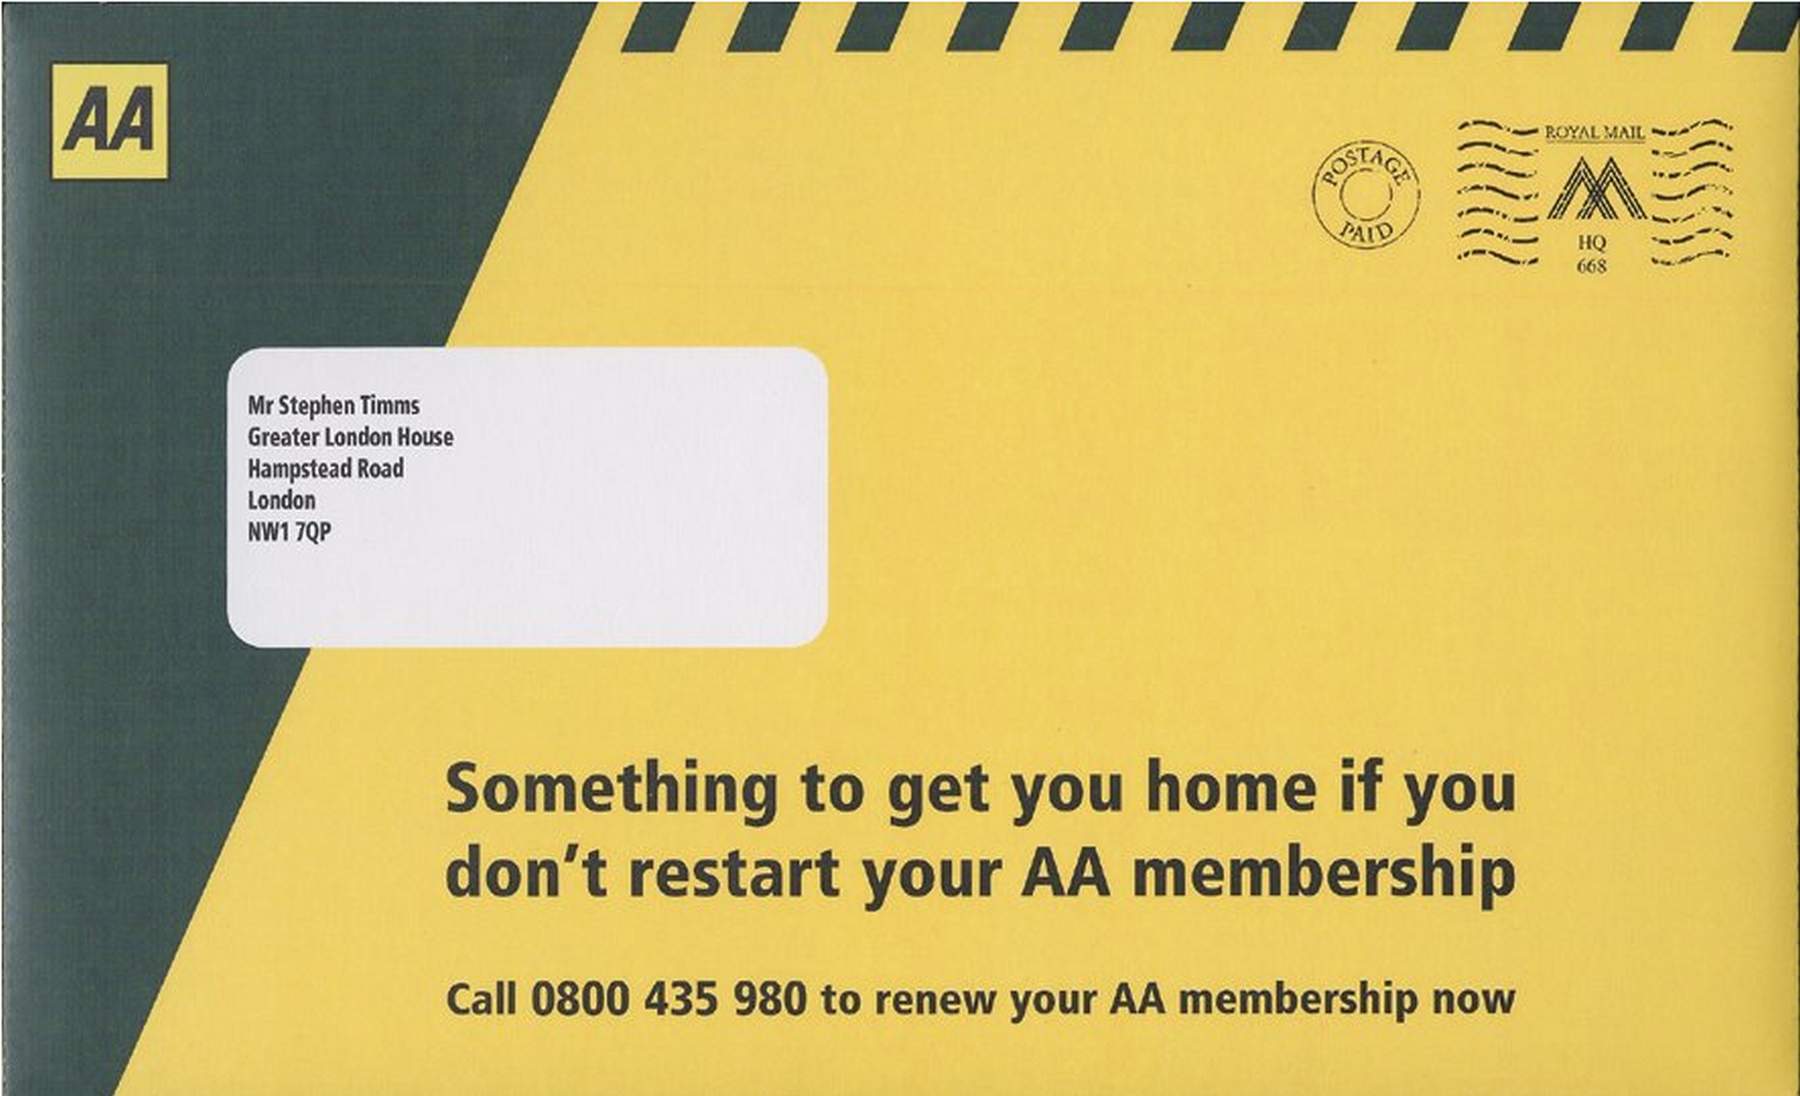 AA
POSTAGE
PAID
ROYAL MAIL
HQ
668
Mr Stephen Timms
Greater London House
Hampstead Road
London
NW1 7QP
Something to get you home if you
don't restart your AA membership
Call 0800 435 980 to renew your AA membership now